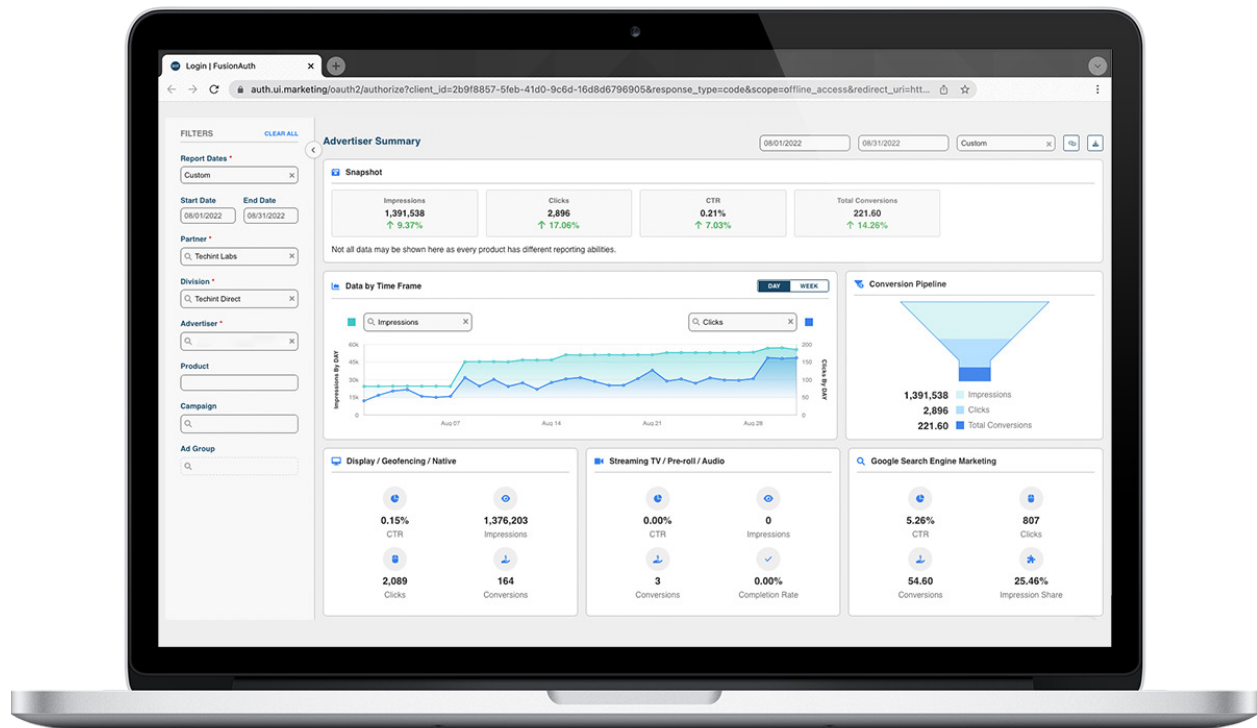 Login | FusionAuth
auth.ui.marketing/oauth2/authorize?client_id=2b9f8857-5feb-41d0-9c6d-16d8d6796905&response_type=code&scope=offline_access&redirect_uri=htt...
FILTERS CLEAR ALL
Report Dates *
Custom
Start Date End Date
08/01/2022 08/31/2022
Partner *
Techint Labs
Division *
Techint Direct
Advertiser *
Product
Campaign
Ad Group
Advertiser Summary
08/01/2022 08/31/2022 Custom
Snapshot
Impressions
1,391,538
↑ 9.37%
Clicks
2,896
↑ 17.06%
CTR
0.21%
↑ 7.03%
Total Conversions
221.60
↑ 14.26%
Not all data may be shown here as every product has different reporting abilities.
Data by Time Frame
DAY WEEK
Impressions
Clicks
Impressions By DAY
60k
45k
30k
15k
0
Aug 07 Aug 14 Aug 21 Aug 28
200
150
100
50
0
Clicks By DAY
Conversion Pipeline
1,391,538 Impressions
2,896 Clicks
221.60 Total Conversions
Display / Geofencing / Native
0.15%
CTR
1,376,203
Impressions
2,089
Clicks
164
Conversions
Streaming TV / Pre-roll / Audio
0.00%
CTR
0
Impressions
3
Conversions
0.00%
Completion Rate
Google Search Engine Marketing
5.26%
CTR
807
Clicks
54.60
Conversions
25.46%
Impression Share